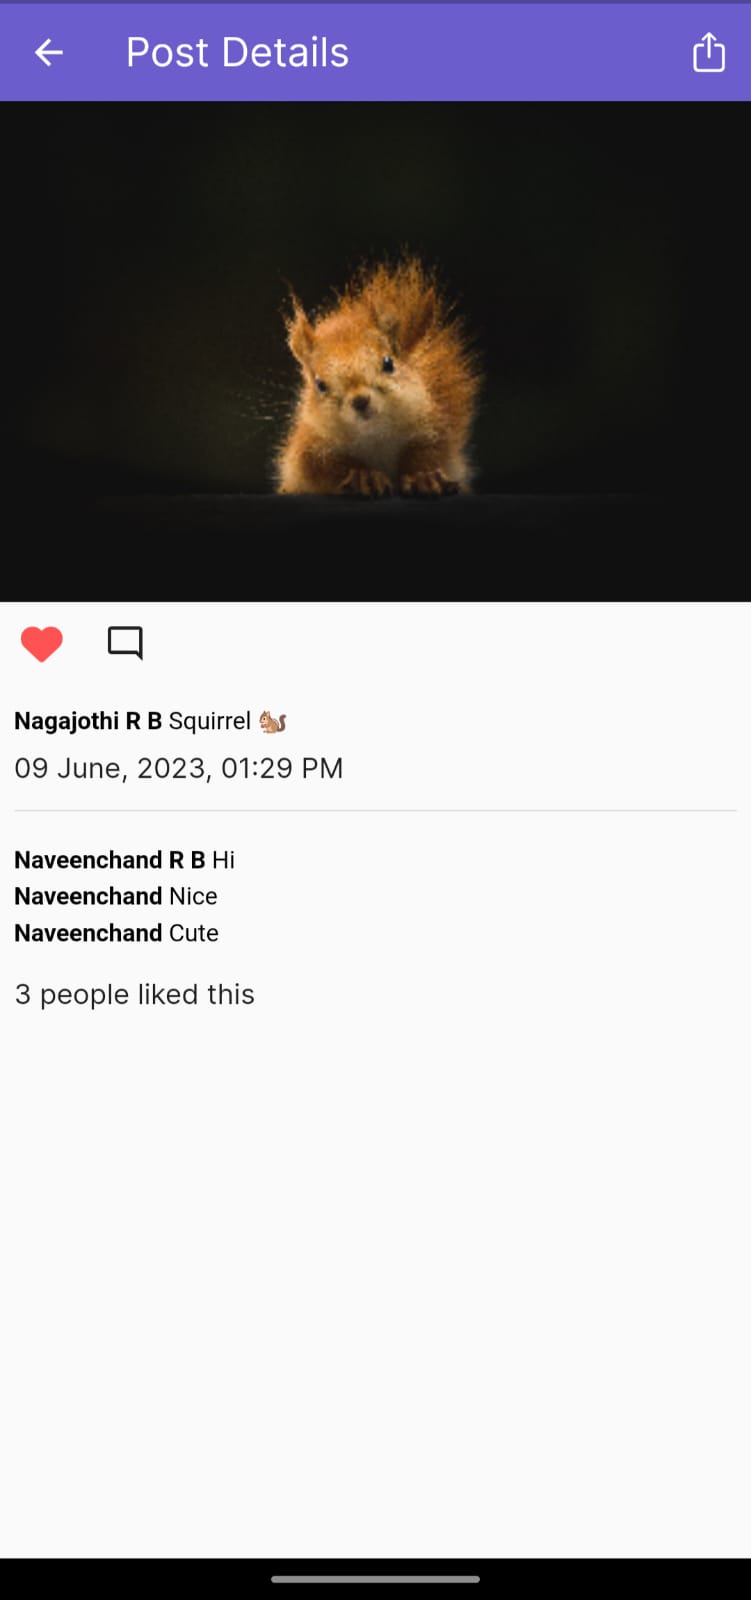 Post Details
Nagajothi R B Squirrel 🐿️
09 June, 2023, 01:29 PM
Naveenchand R B Hi
Naveenchand Nice
Naveenchand Cute
3 people liked this